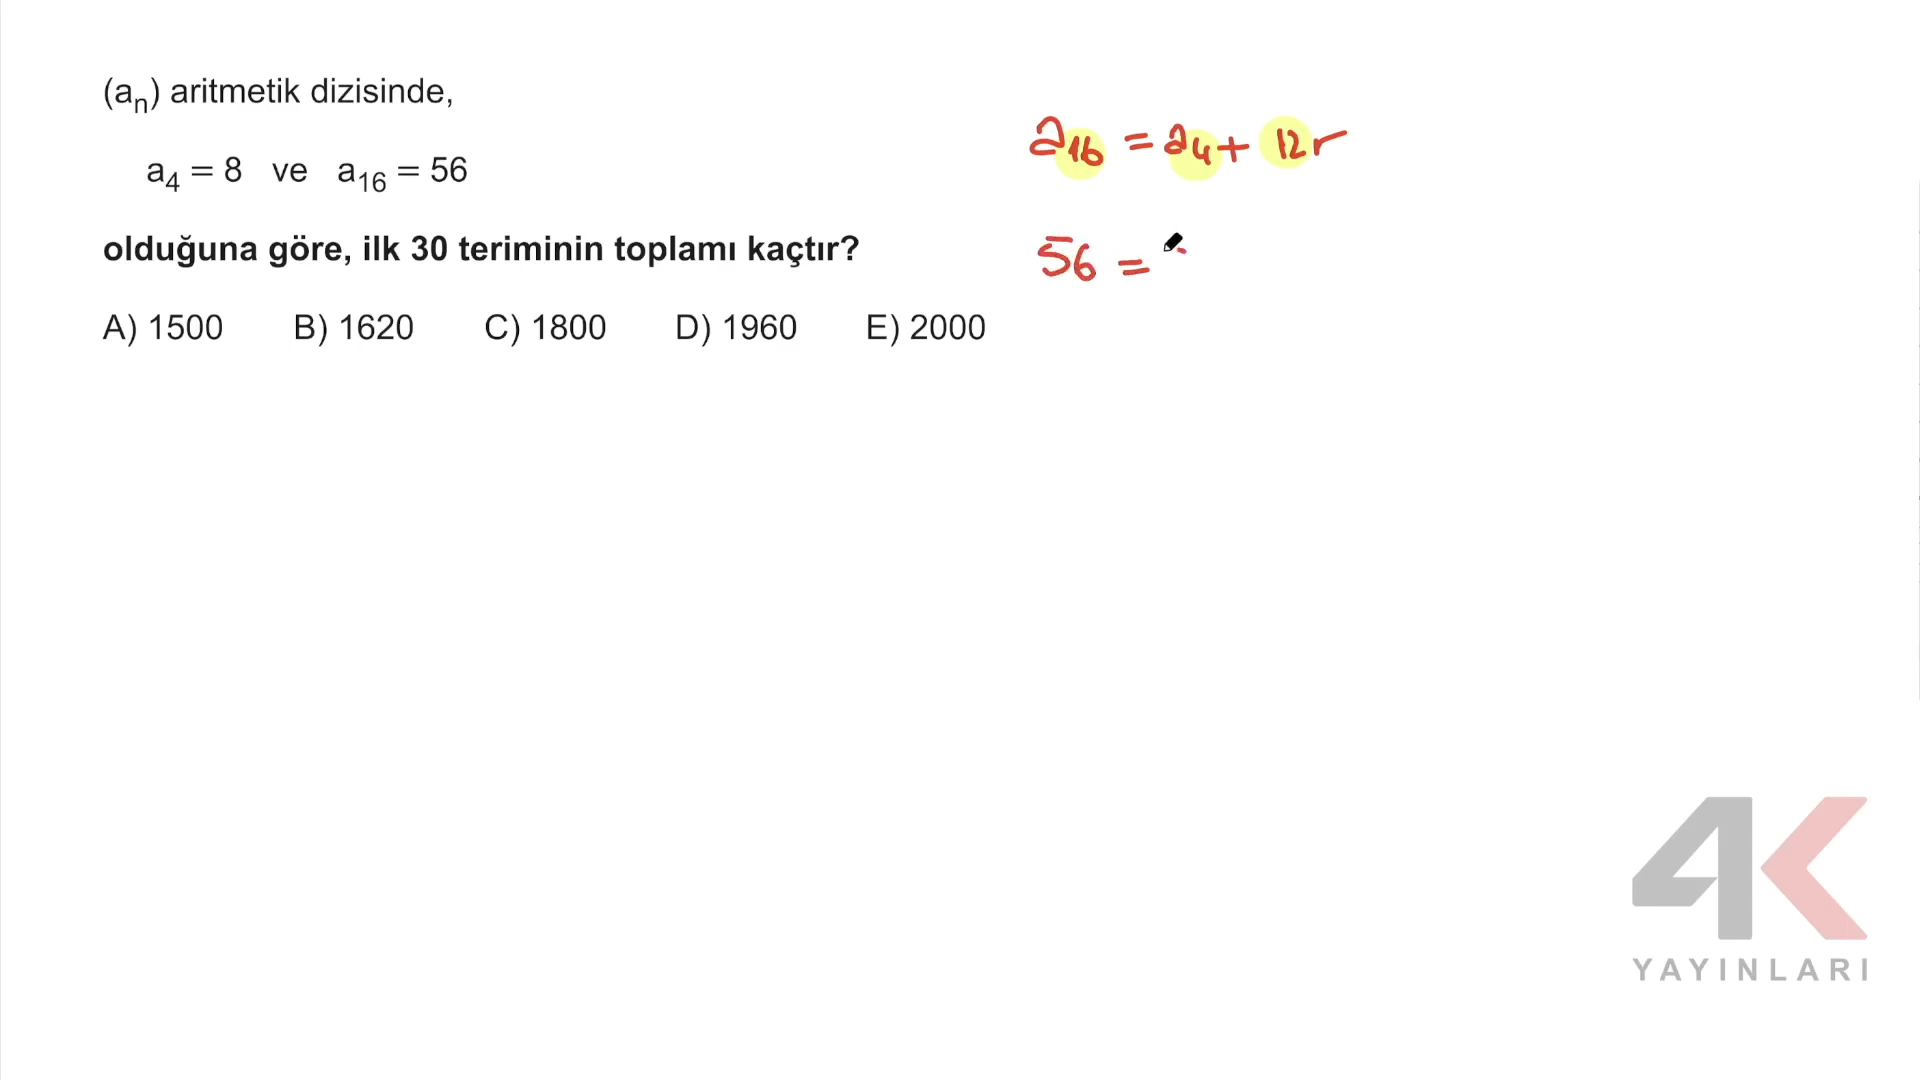 (aₙ) aritmetik dizisinde,
a₄ = 8 ve a₁₆ = 56
olduğuna göre, ilk 30 teriminin toplamı kaçtır?
A) 1500 B) 1620 C) 1800 D) 1960 E) 2000
a₁₆ = a₄ + 12r
56 =
4K
YAYINLARI